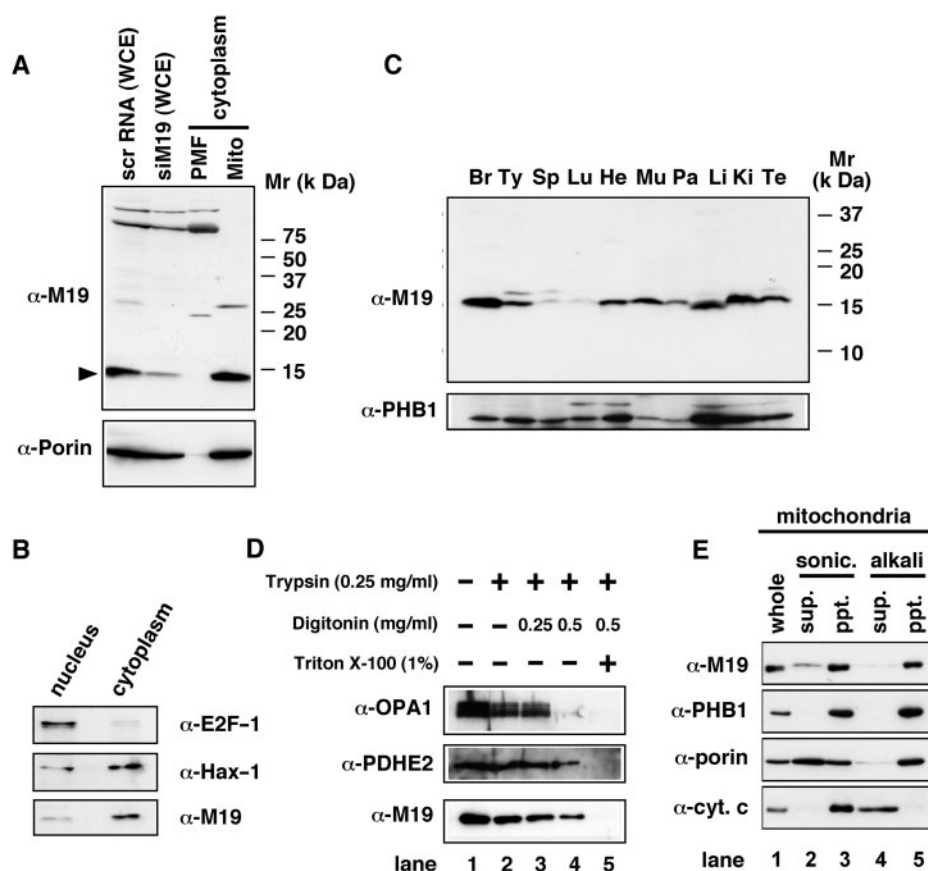 A
scr RNA (WCE)
siM19 (WCE)
PMF
Mito
cytoplasm
Mr (k Da)
75
50
37
25
20
15
α-M19
α-Porin
C
Br Ty Sp Lu He Mu Pa Li Ki Te
Mr
(k Da)
37
25
20
15
10
α-M19
α-PHB1
B
nucleus
cytoplasm
α-E2F-1
α-Hax-1
α-M19
D
Trypsin (0.25 mg/ml) − + + + +
Digitonin (mg/ml) − − 0.25 0.5 0.5
Triton X-100 (1%) − − − − +
α-OPA1
α-PDHE2
α-M19
lane 1 2 3 4 5
E
mitochondria
sonic. alkali
whole sup. ppt. sup. ppt.
α-M19
α-PHB1
α-porin
α-cyt. c
lane 1 2 3 4 5